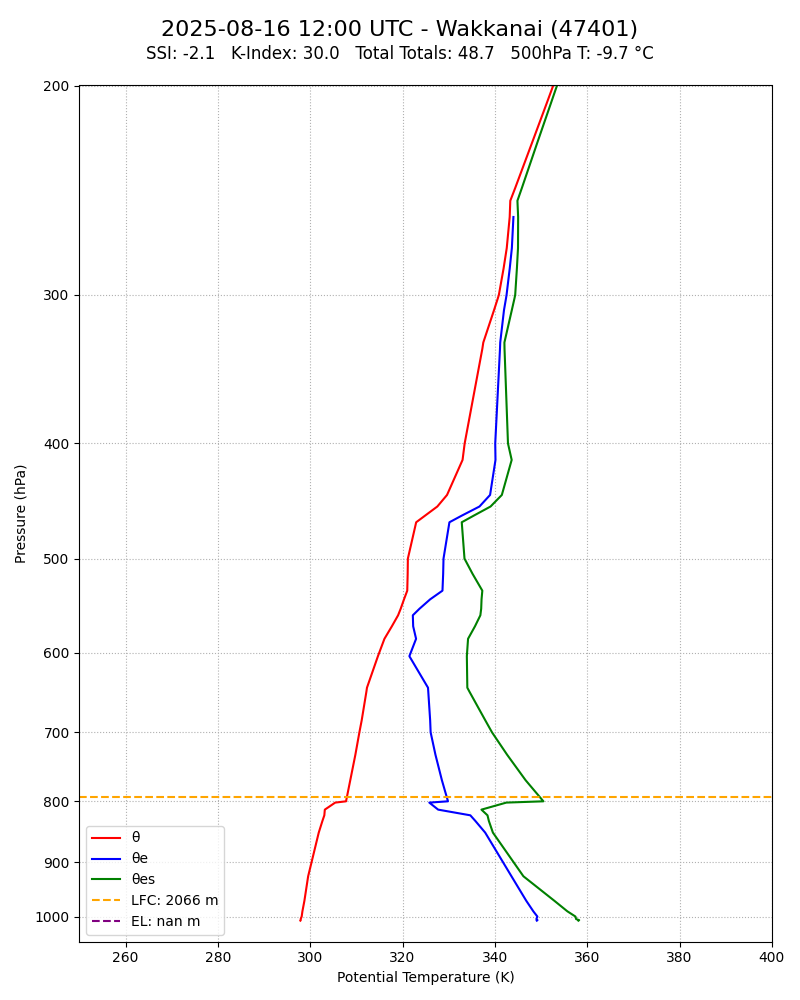 2025-08-16 12:00 UTC - Wakkanai (47401)
SSI: -2.1   K-Index: 30.0   Total Totals: 48.7   500hPa T: -9.7 °C
Pressure (hPa)
200
300
400
500
600
700
800
900
1000
θ
θe
θes
LFC: 2066 m
EL: nan m
260 280 300 320 340 360 380 400
Potential Temperature (K)